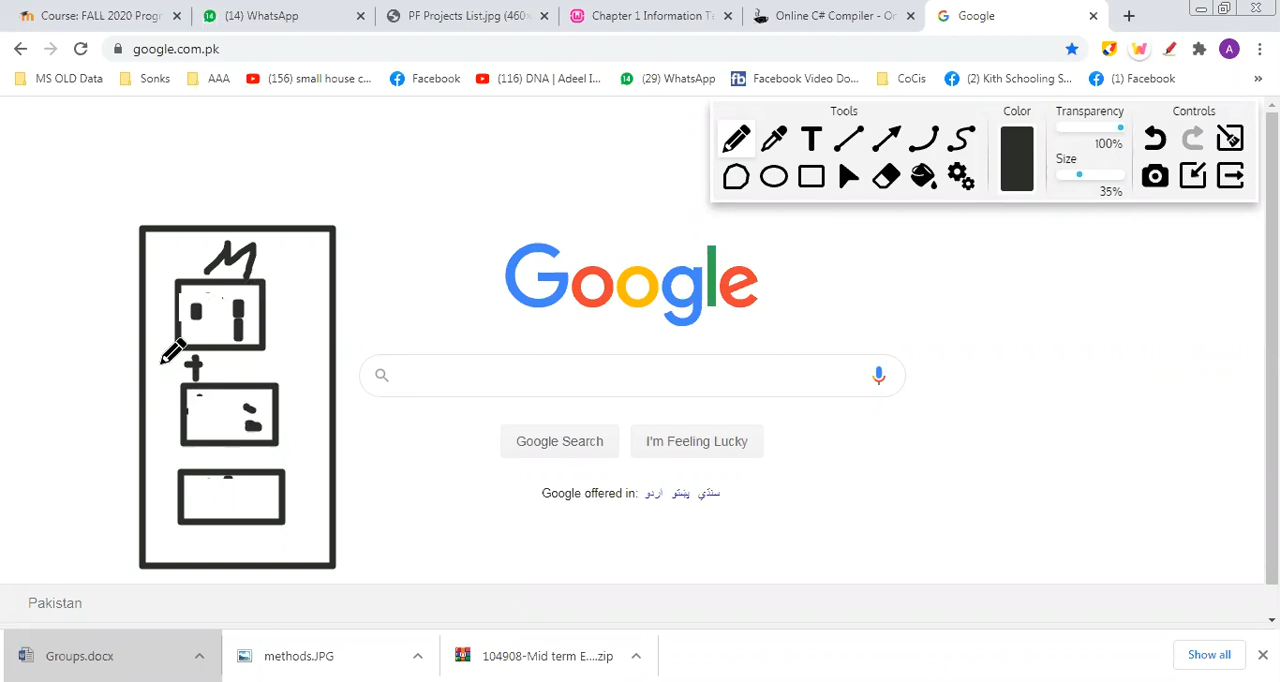 Course: FALL 2020 Progr
(14) WhatsApp
PF Projects List.jpg (460×
Chapter 1 Information Te
Online C# Compiler - On
Google
google.com.pk
A
MS OLD Data
Sonks
AAA
(156) small house c...
Facebook
(116) DNA | Adeel I...
(29) WhatsApp
Facebook Video Do...
CoCis
(2) Kith Schooling S...
(1) Facebook
»
Tools
Color
Transparency
Controls
100%
Size
35%
M
Google
Google Search
I'm Feeling Lucky
Google offered in: اردو پښتو سنڌي
Pakistan
Groups.docx
methods.JPG
104908-Mid term E....zip
Show all